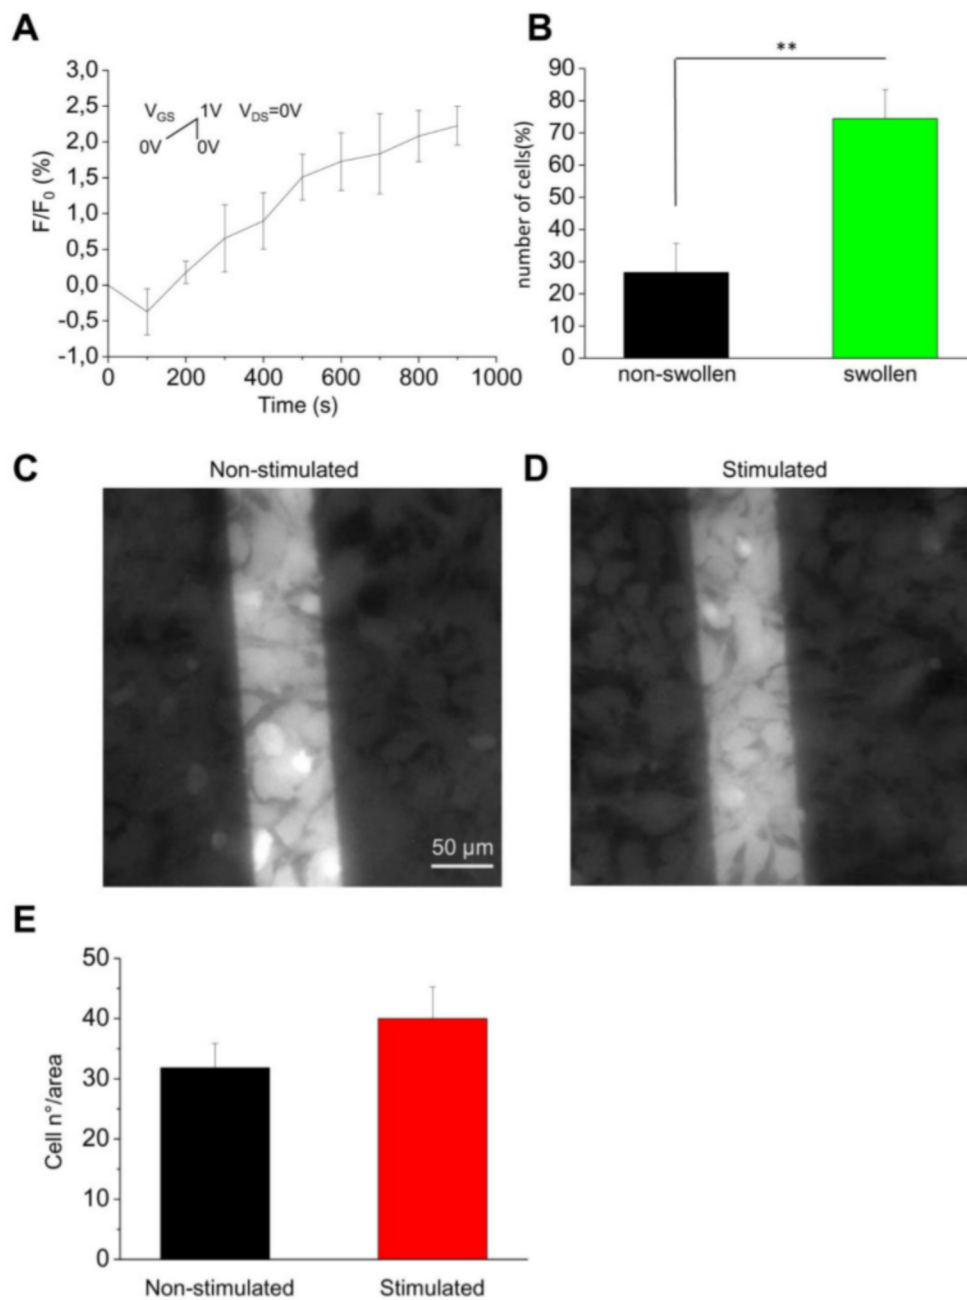 A
3,0
2,5
2,0
1,5
1,0
0,5
0,0
-0,5
-1,0
F/F₀ (%)
V_GS 1V V_DS=0V
0V 0V
0 200 400 600 800 1000
Time (s)
B
**
90
80
70
60
50
40
30
20
10
0
number of cells(%)
non-swollen swollen
C
Non-stimulated
50 µm
D
Stimulated
E
50
40
30
20
10
0
Cell n°/area
Non-stimulated Stimulated